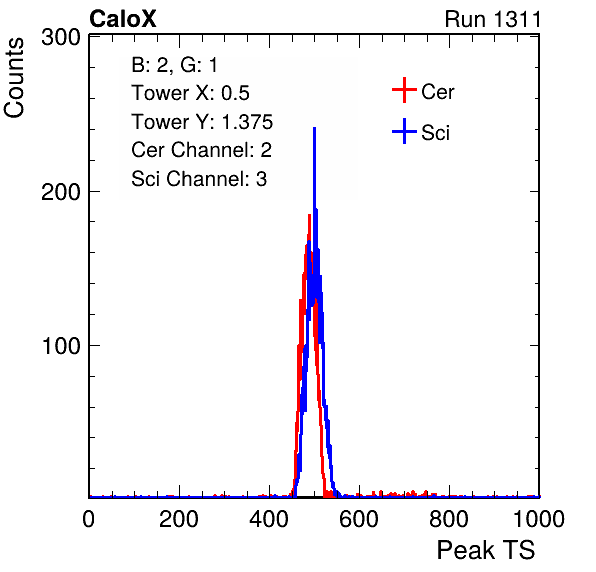 CaloX Run 1311
Counts
300
200
100
B: 2, G: 1
Tower X: 0.5
Tower Y: 1.375
Cer Channel: 2
Sci Channel: 3
Cer
Sci
0 200 400 600 800 1000
Peak TS